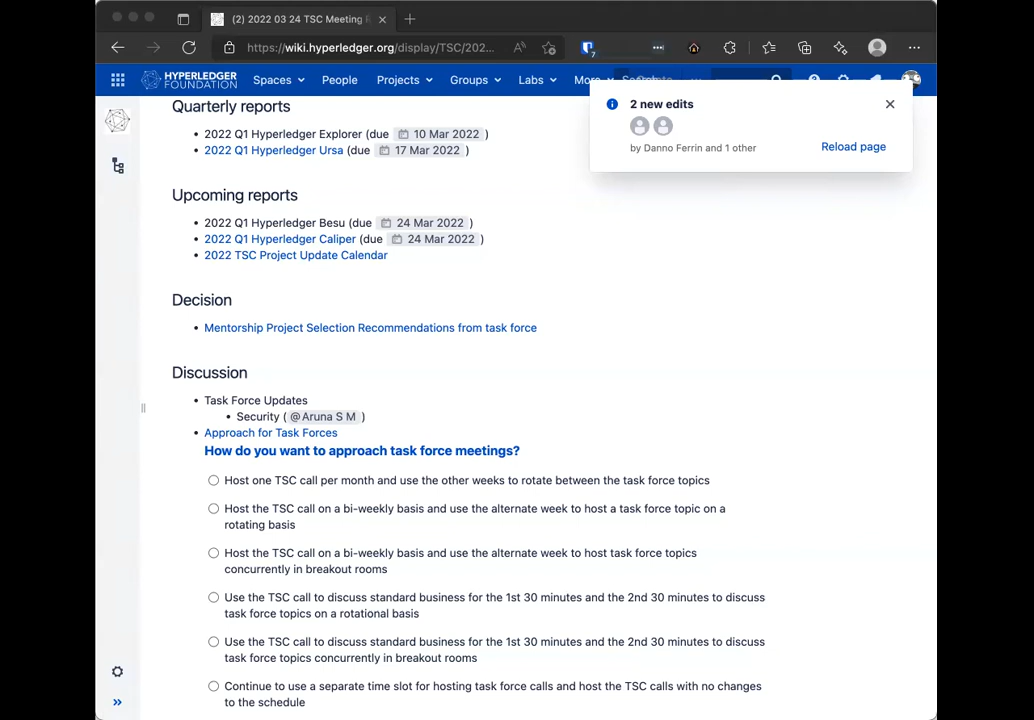 (2) 2022 03 24 TSC Meeting
https://wiki.hyperledger.org/display/TSC/202...
7
HYPERLEDGER
FOUNDATION
Spaces People Projects Groups Labs
Quarterly reports
2 new edits
by Danno Ferrin and 1 other
Reload page
• 2022 Q1 Hyperledger Explorer (due 10 Mar 2022 )
• 2022 Q1 Hyperledger Ursa (due 17 Mar 2022 )
Upcoming reports
• 2022 Q1 Hyperledger Besu (due 24 Mar 2022 )
• 2022 Q1 Hyperledger Caliper (due 24 Mar 2022 )
• 2022 TSC Project Update Calendar
Decision
• Mentorship Project Selection Recommendations from task force
Discussion
• Task Force Updates
• Security ( @Aruna S M )
• Approach for Task Forces
How do you want to approach task force meetings?
Host one TSC call per month and use the other weeks to rotate between the task force topics
Host the TSC call on a bi-weekly basis and use the alternate week to host a task force topic on a
rotating basis
Host the TSC call on a bi-weekly basis and use the alternate week to host task force topics
concurrently in breakout rooms
Use the TSC call to discuss standard business for the 1st 30 minutes and the 2nd 30 minutes to discuss
task force topics on a rotational basis
Use the TSC call to discuss standard business for the 1st 30 minutes and the 2nd 30 minutes to discuss
task force topics concurrently in breakout rooms
Continue to use a separate time slot for hosting task force calls and host the TSC calls with no changes
to the schedule